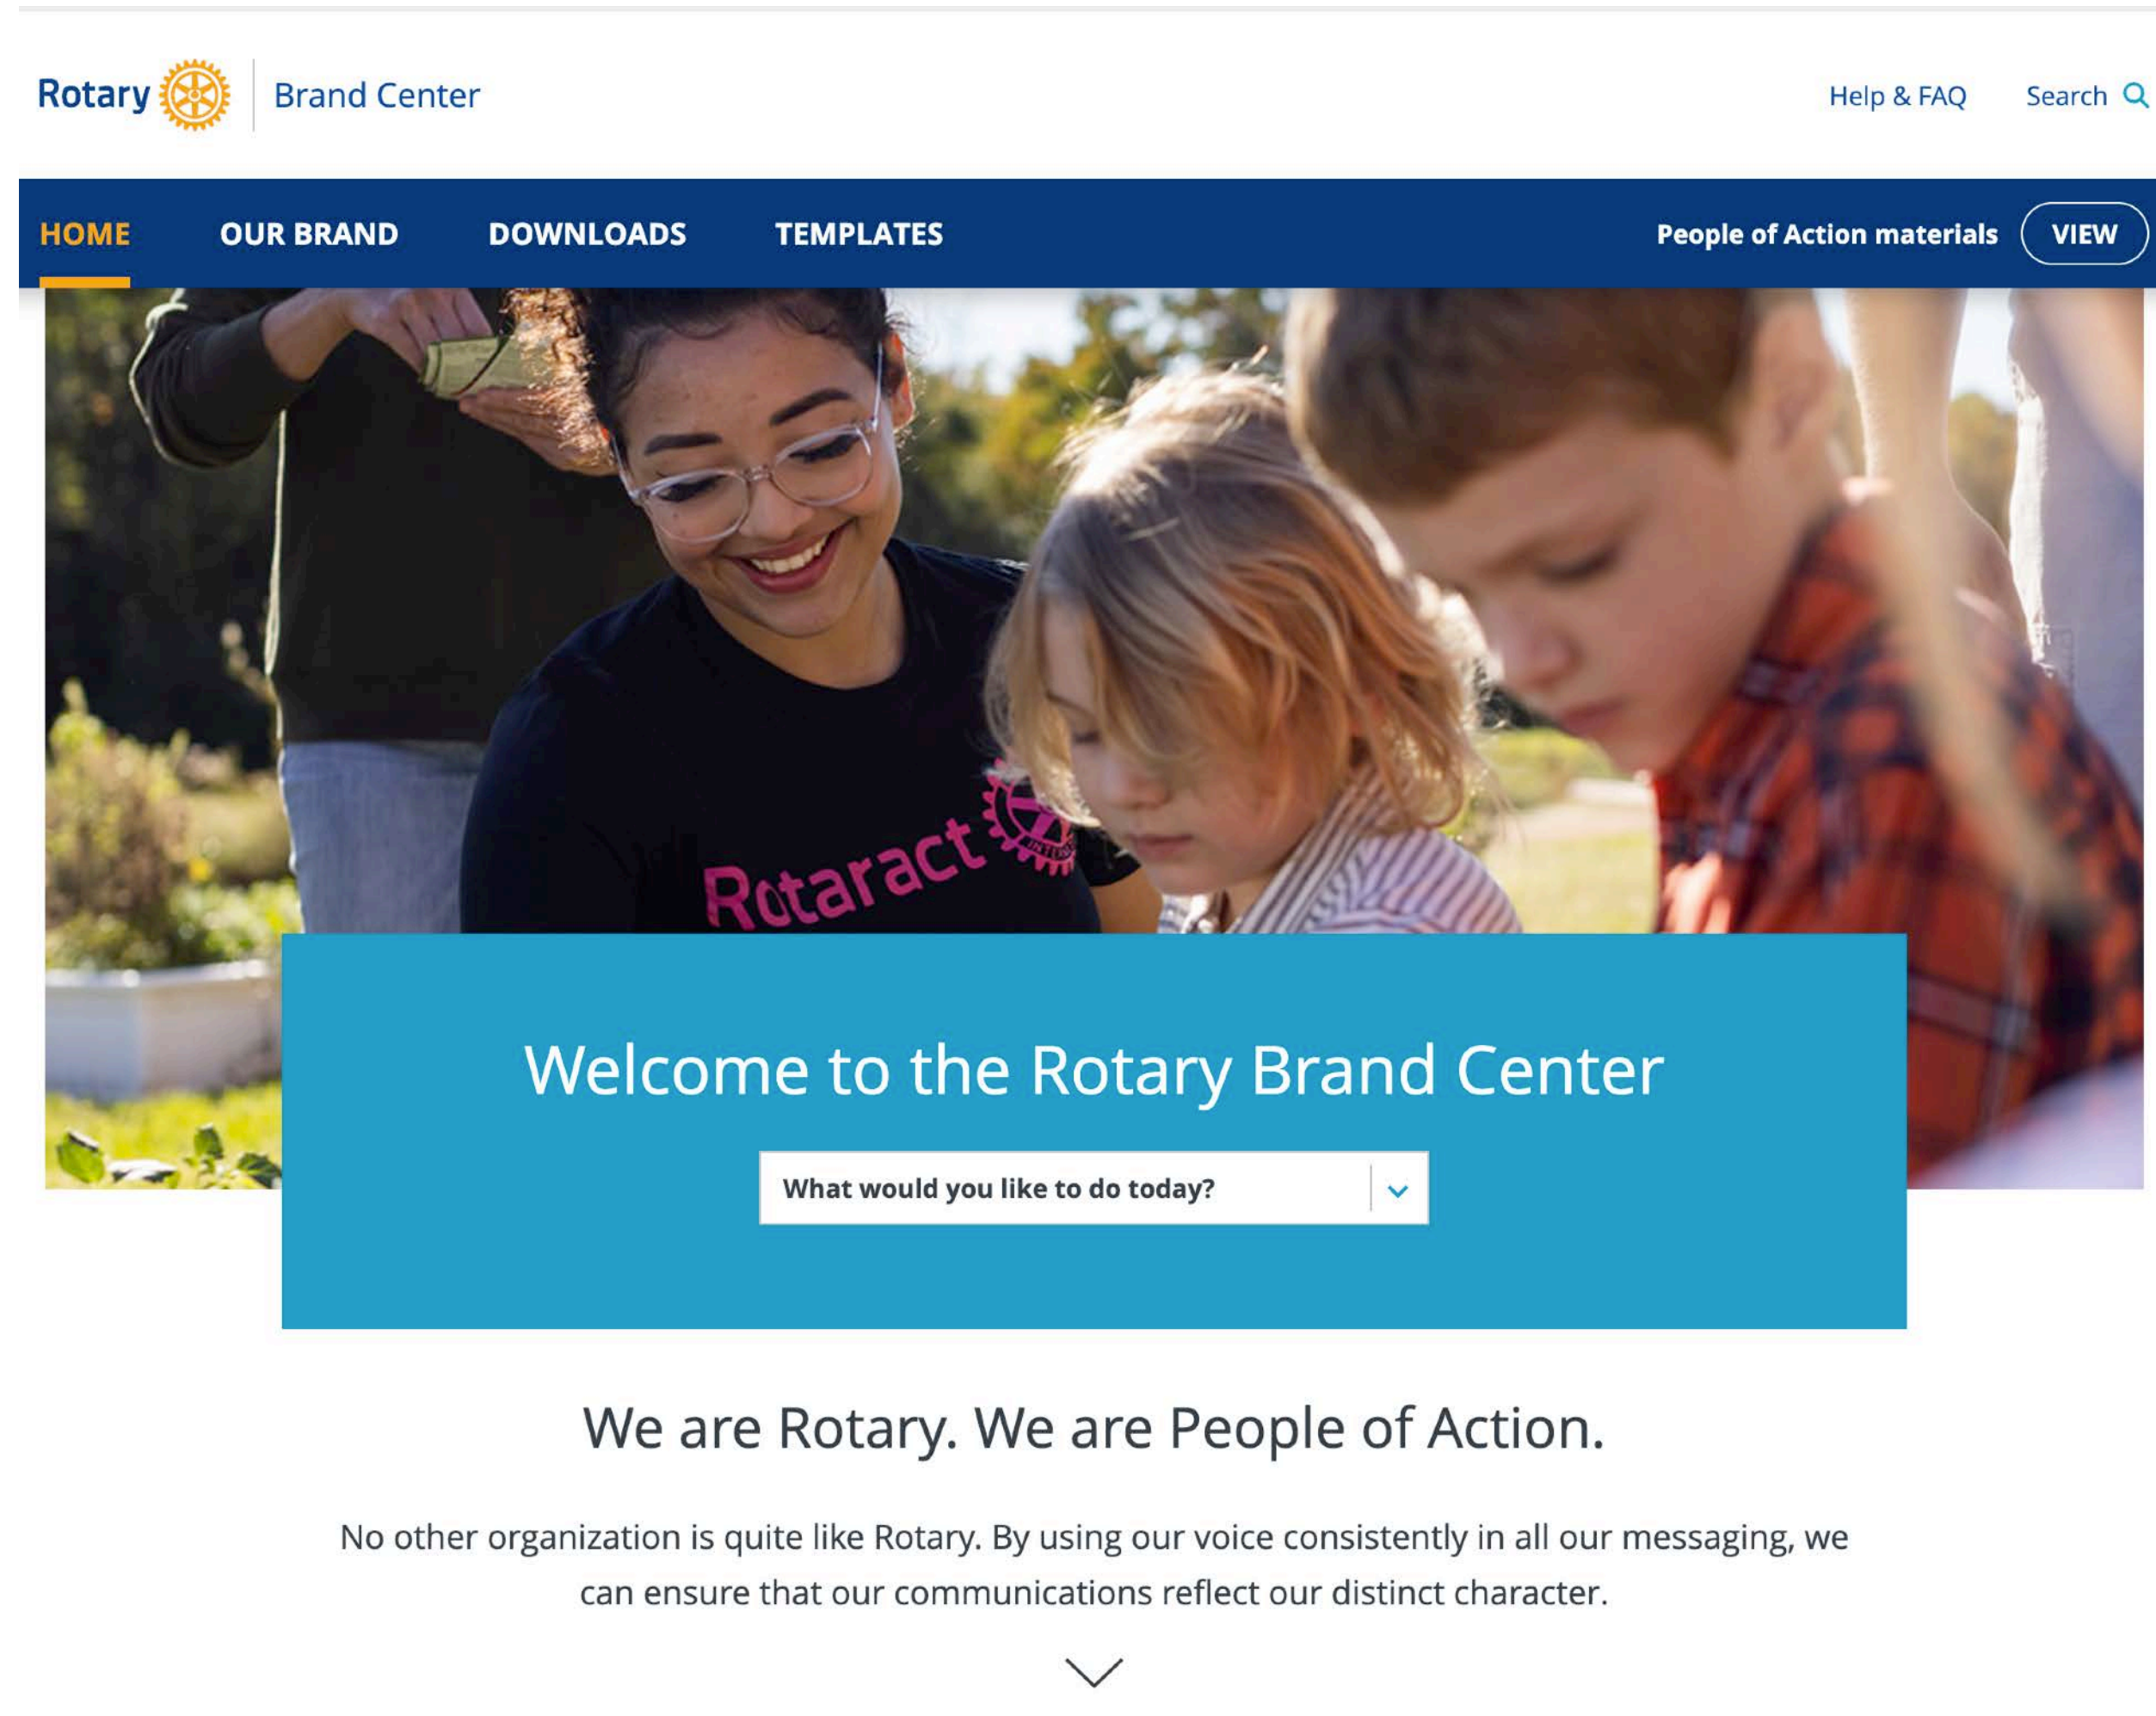 Rotary
Brand Center
Help & FAQ
Search
HOME
OUR BRAND
DOWNLOADS
TEMPLATES
People of Action materials
VIEW
Rotaract
Welcome to the Rotary Brand Center
What would you like to do today?
We are Rotary. We are People of Action.
No other organization is quite like Rotary. By using our voice consistently in all our messaging, we
can ensure that our communications reflect our distinct character.